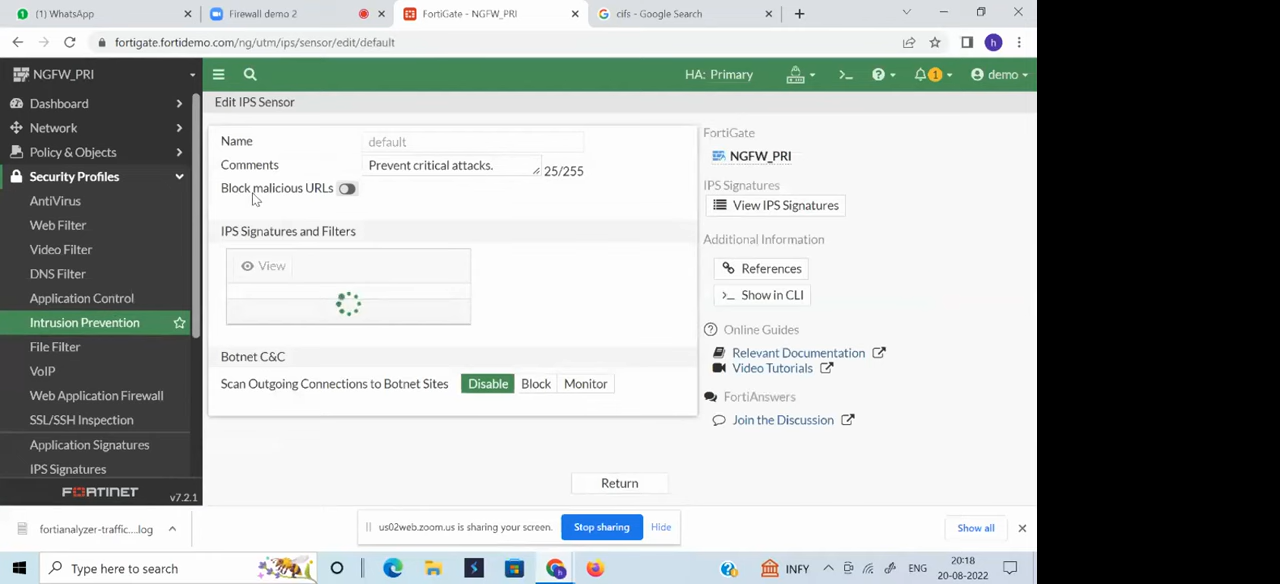 (1) WhatsApp
Firewall demo 2
FortiGate - NGFW_PRI
cifs - Google Search
fortigate.fortidemo.com/ng/utm/ips/sensor/edit/default
h
NGFW_PRI
HA: Primary
1
demo
Dashboard
Network
Policy & Objects
Security Profiles
AntiVirus
Web Filter
Video Filter
DNS Filter
Application Control
Intrusion Prevention
File Filter
VoIP
Web Application Firewall
SSL/SSH Inspection
Application Signatures
IPS Signatures
FORTINET
v7.2.1
Edit IPS Sensor
Name
default
Comments
Prevent critical attacks.
25/255
Block malicious URLs
IPS Signatures and Filters
View
Botnet C&C
Scan Outgoing Connections to Botnet Sites
Disable
Block
Monitor
Return
FortiGate
NGFW_PRI
IPS Signatures
View IPS Signatures
Additional Information
References
Show in CLI
Online Guides
Relevant Documentation
Video Tutorials
FortiAnswers
Join the Discussion
fortianalyzer-traffic....log
us02web.zoom.us is sharing your screen.
Stop sharing
Hide
Show all
Type here to search
INFY
ENG
20:18
20-08-2022